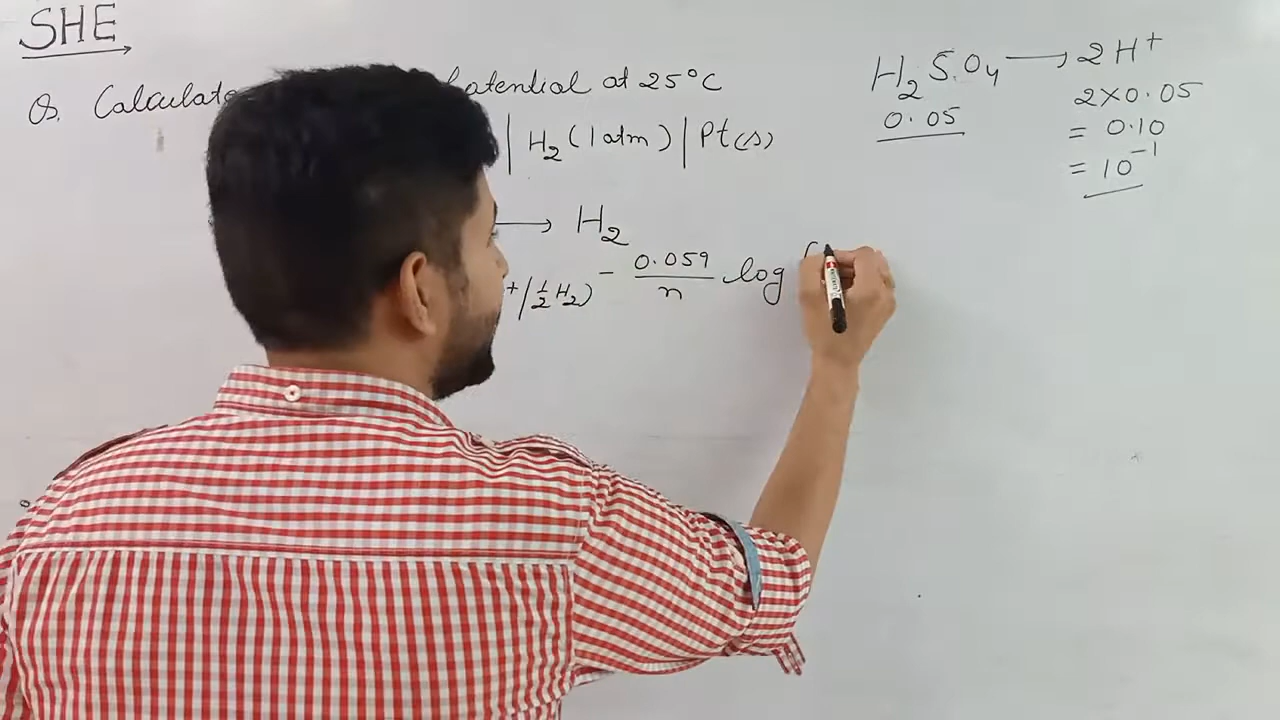 SHE
Q. Calculate potential at 25°C
| H₂ (1 atm) | Pt(s)
⟶ H₂
⁺/½ H₂) − 0.059/n log (
H₂SO₄ ⟶ 2H⁺
0.05
2×0.05
= 0.10
= 10⁻¹